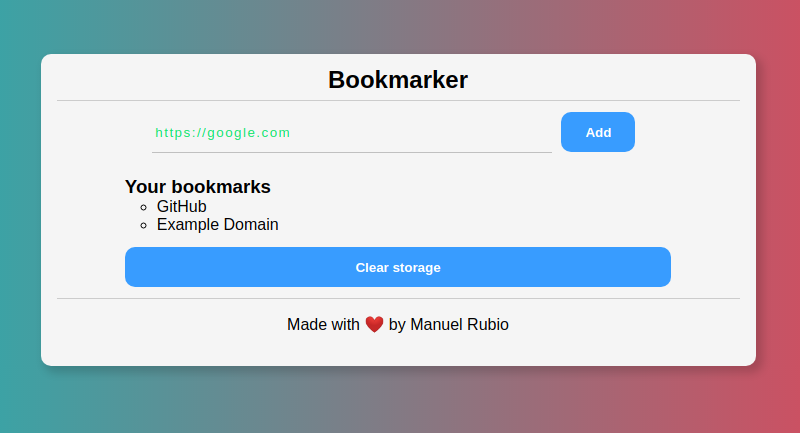 Bookmarker
https://google.com
Add
Your bookmarks
GitHub
Example Domain
Clear storage
Made with ❤️ by Manuel Rubio